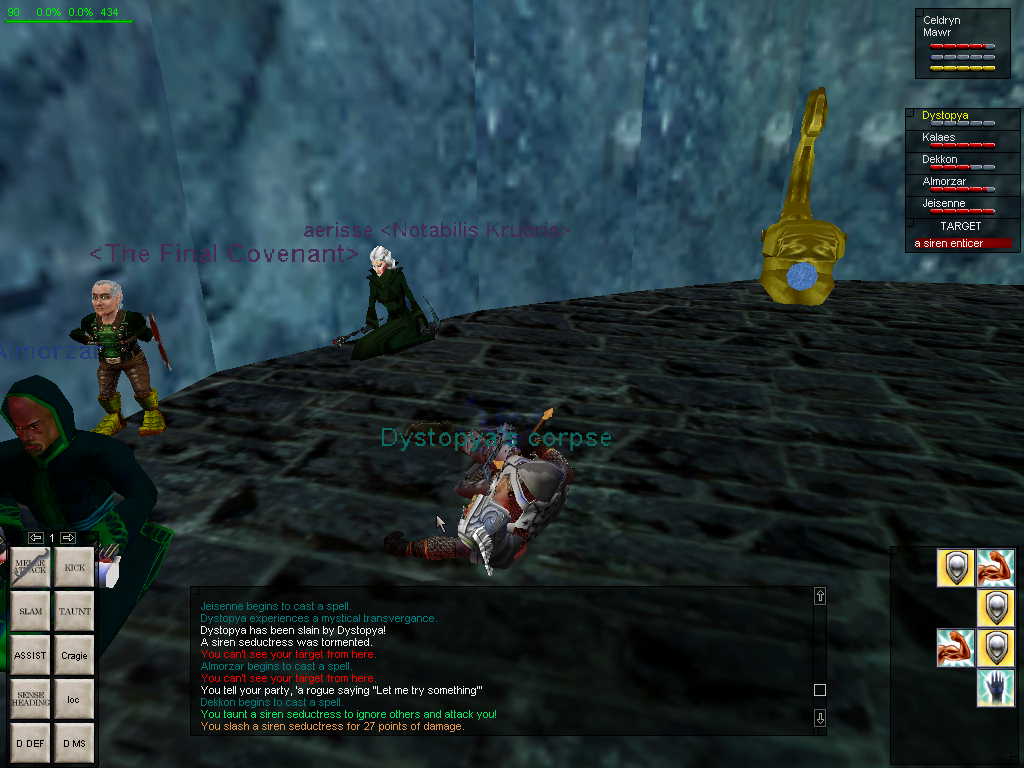 90 0.0% 0.0% 434
Celdryn
Mawr
Dystopya
Kalaes
Dekkon
Almorzar
Jeisenne
TARGET
a siren enticer
aerisse <Notabilis
<The Final Covenant>
Almorzar
Dystopya's corpse
1
MELEE ATTACK
KICK
SLAM
TAUNT
ASSIST
Cragie
SENSE HEADING
loc
D DEF
D MS
Jeisenne begins to cast a spell.
Dystopya experiences a mystical transvergance.
Dystopya has been slain by Dystopya!
A siren seductress was tormented.
You can't see your target from here.
Almorzar begins to cast a spell.
You can't see your target from here.
You tell your party, 'a rogue saying "Let me try something"'
Dekkon begins to cast a spell.
You taunt a siren seductress to ignore others and attack you!
You slash a siren seductress for 27 points of damage.